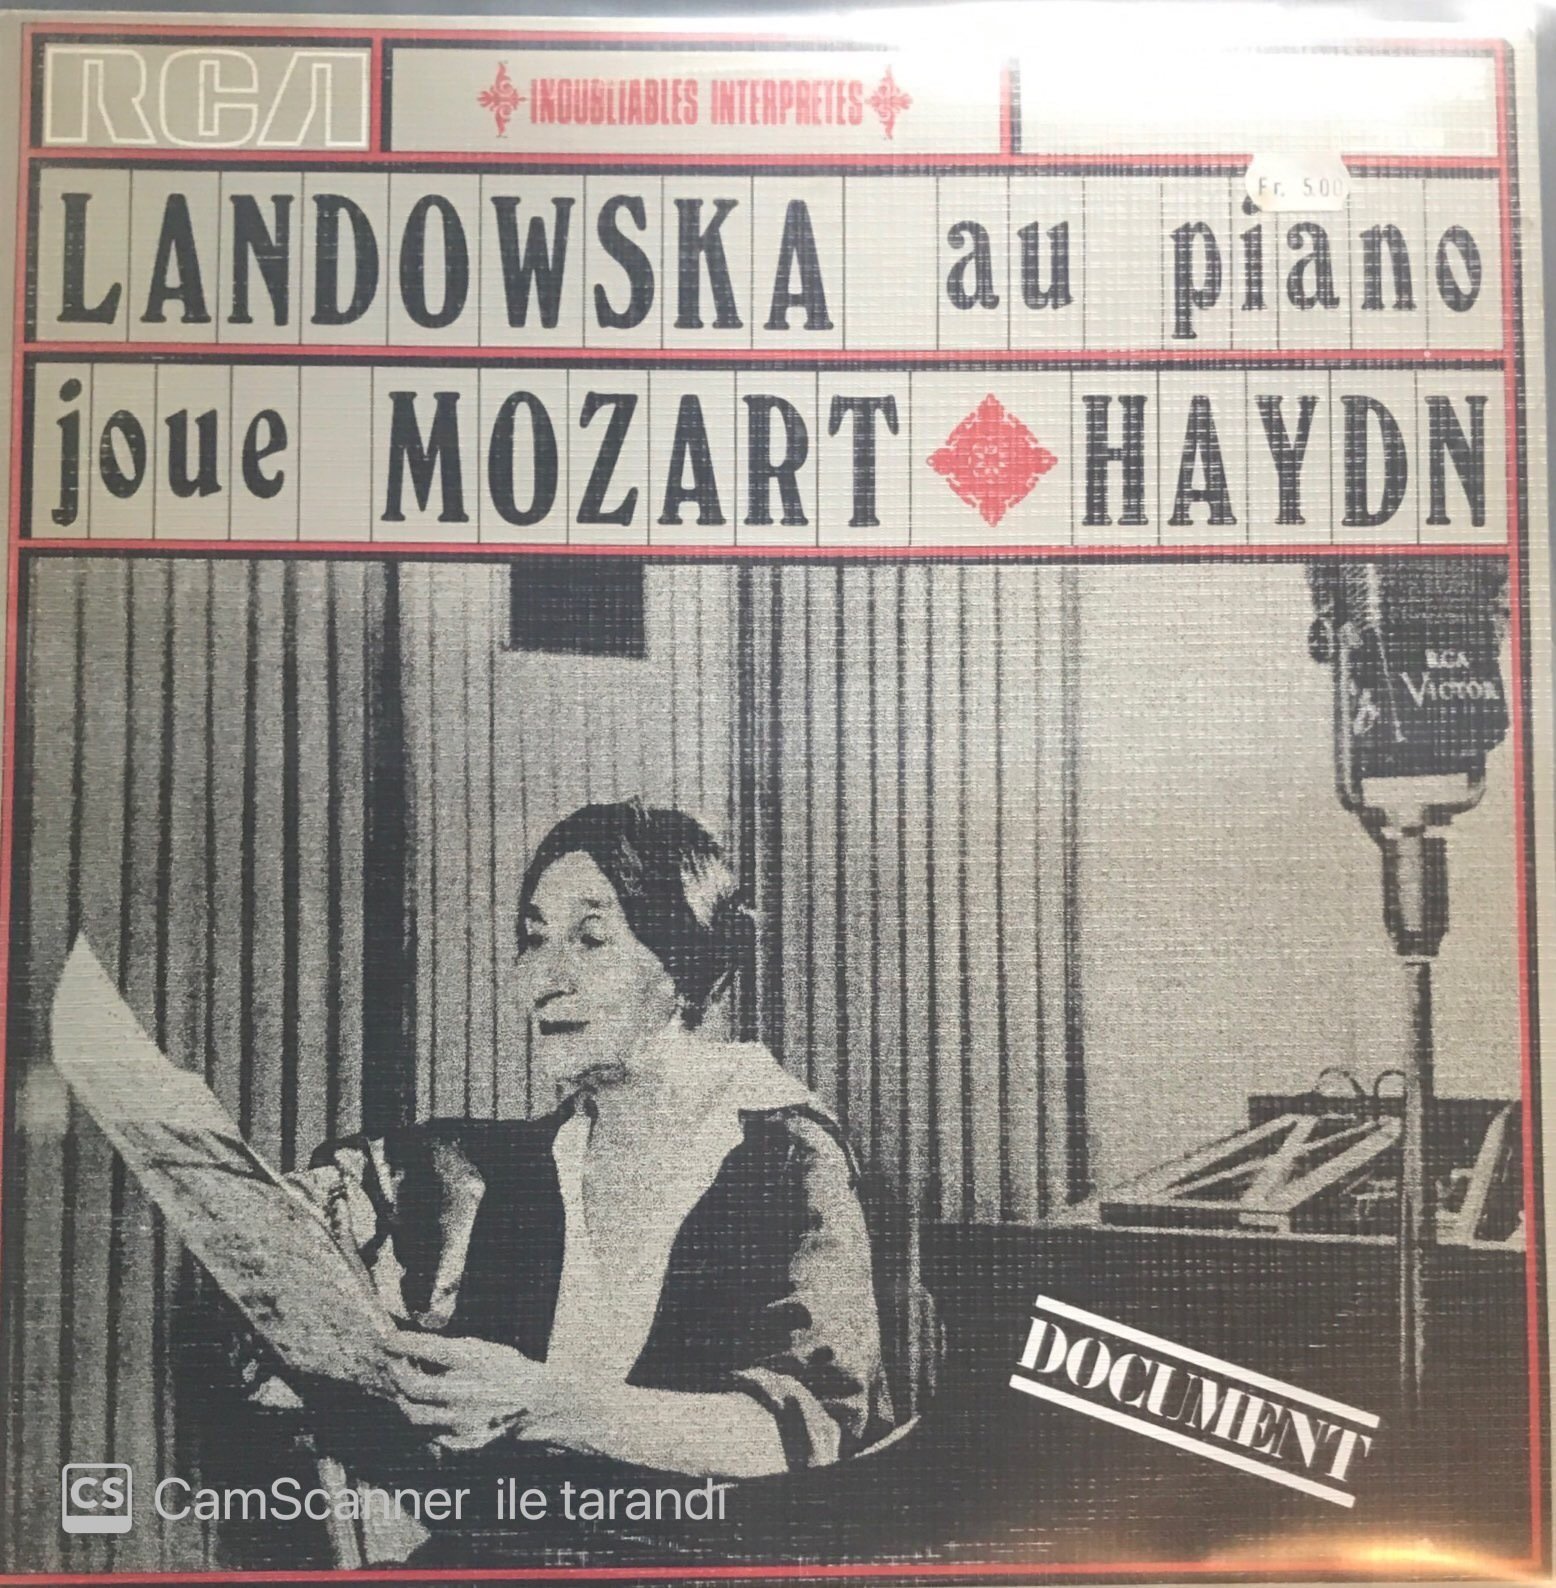 RCA
INOUBLIABLES INTERPRETES
Fr. 5.00
LANDOWSKA au piano
joue MOZART HAYDN
RCA
VICTOR
DOCUMENT
CS CamScanner ile tarandı